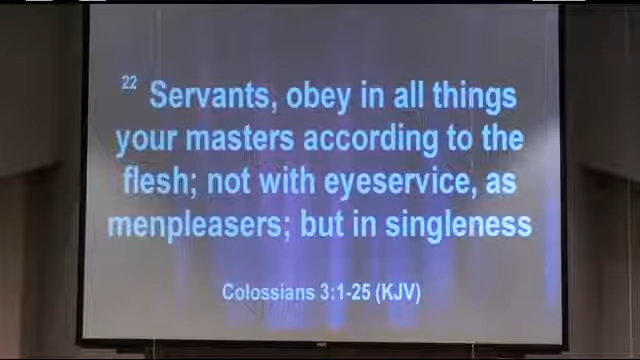 22 Servants, obey in all things
your masters according to the
flesh; not with eyeservice, as
menpleasers; but in singleness
Colossians 3:1-25 (KJV)